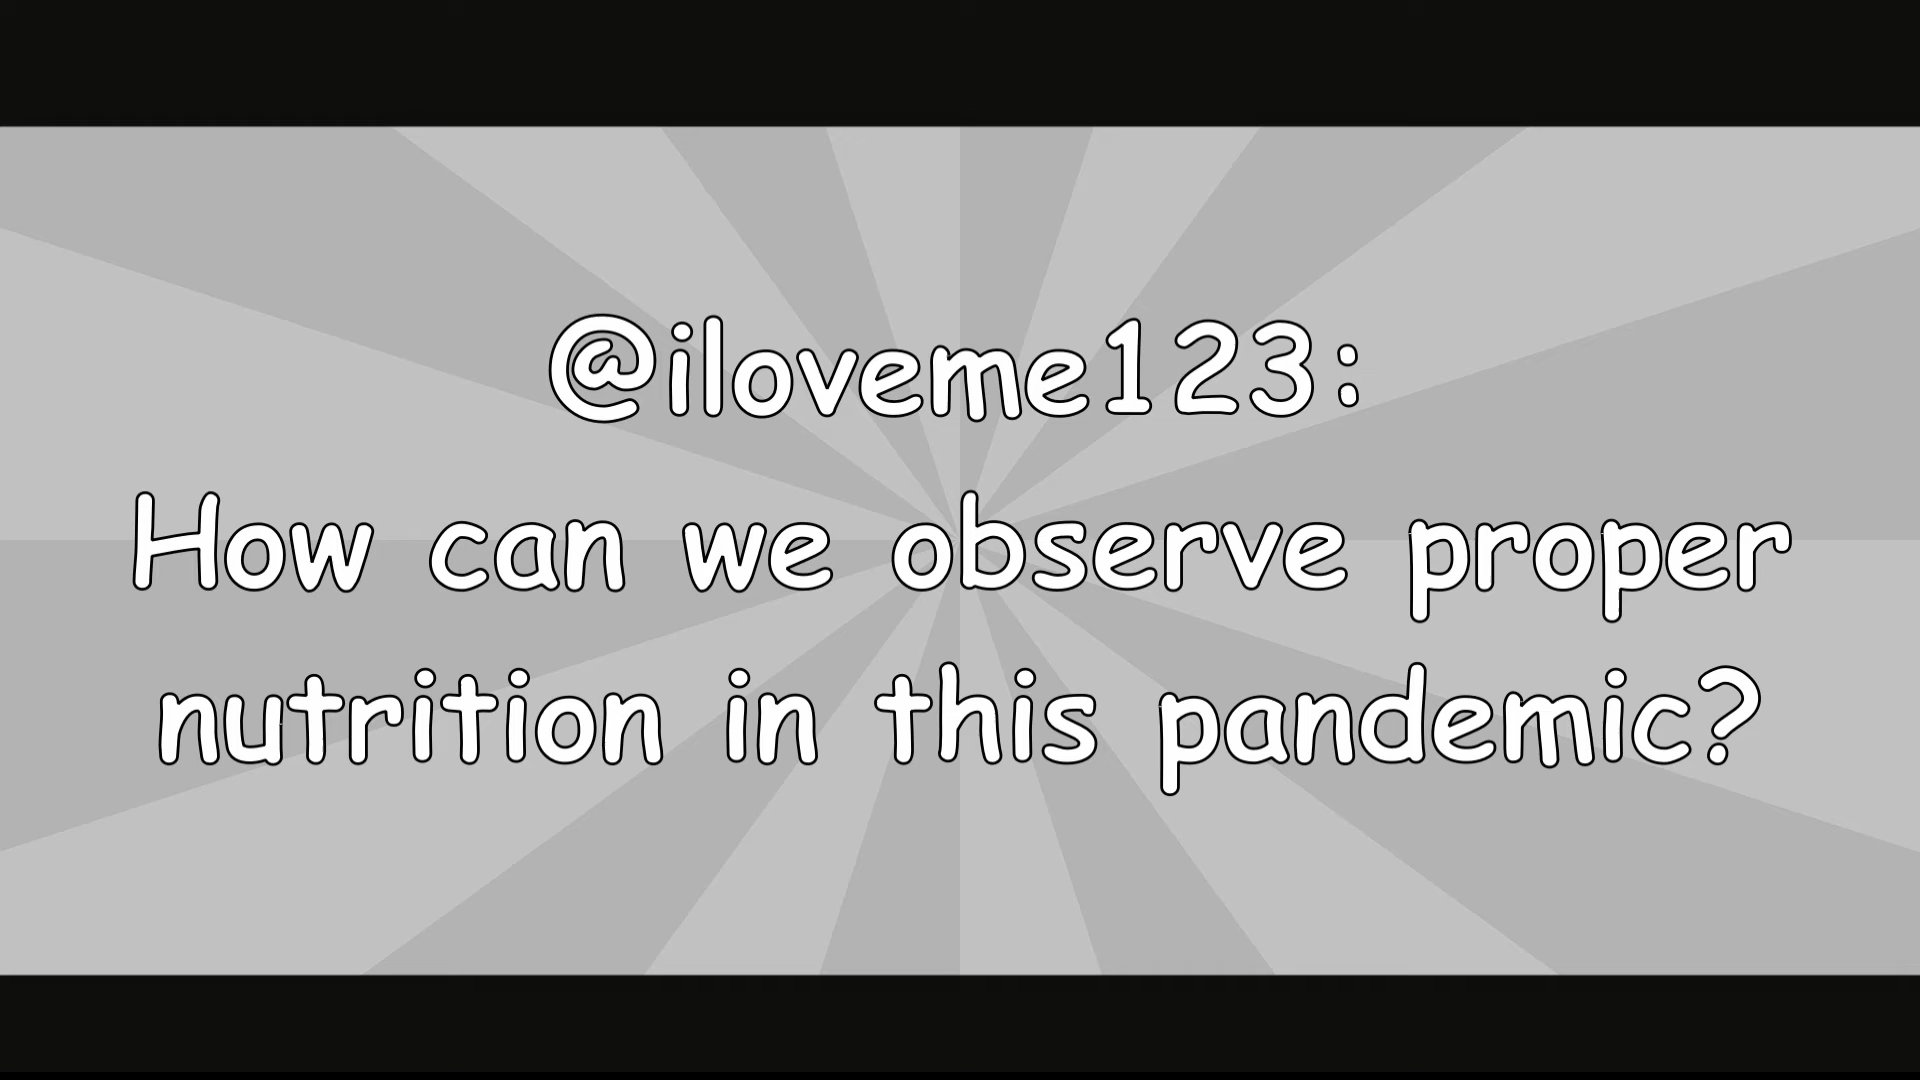 @iloveme123:
How can we observe proper
nutrition in this pandemic?